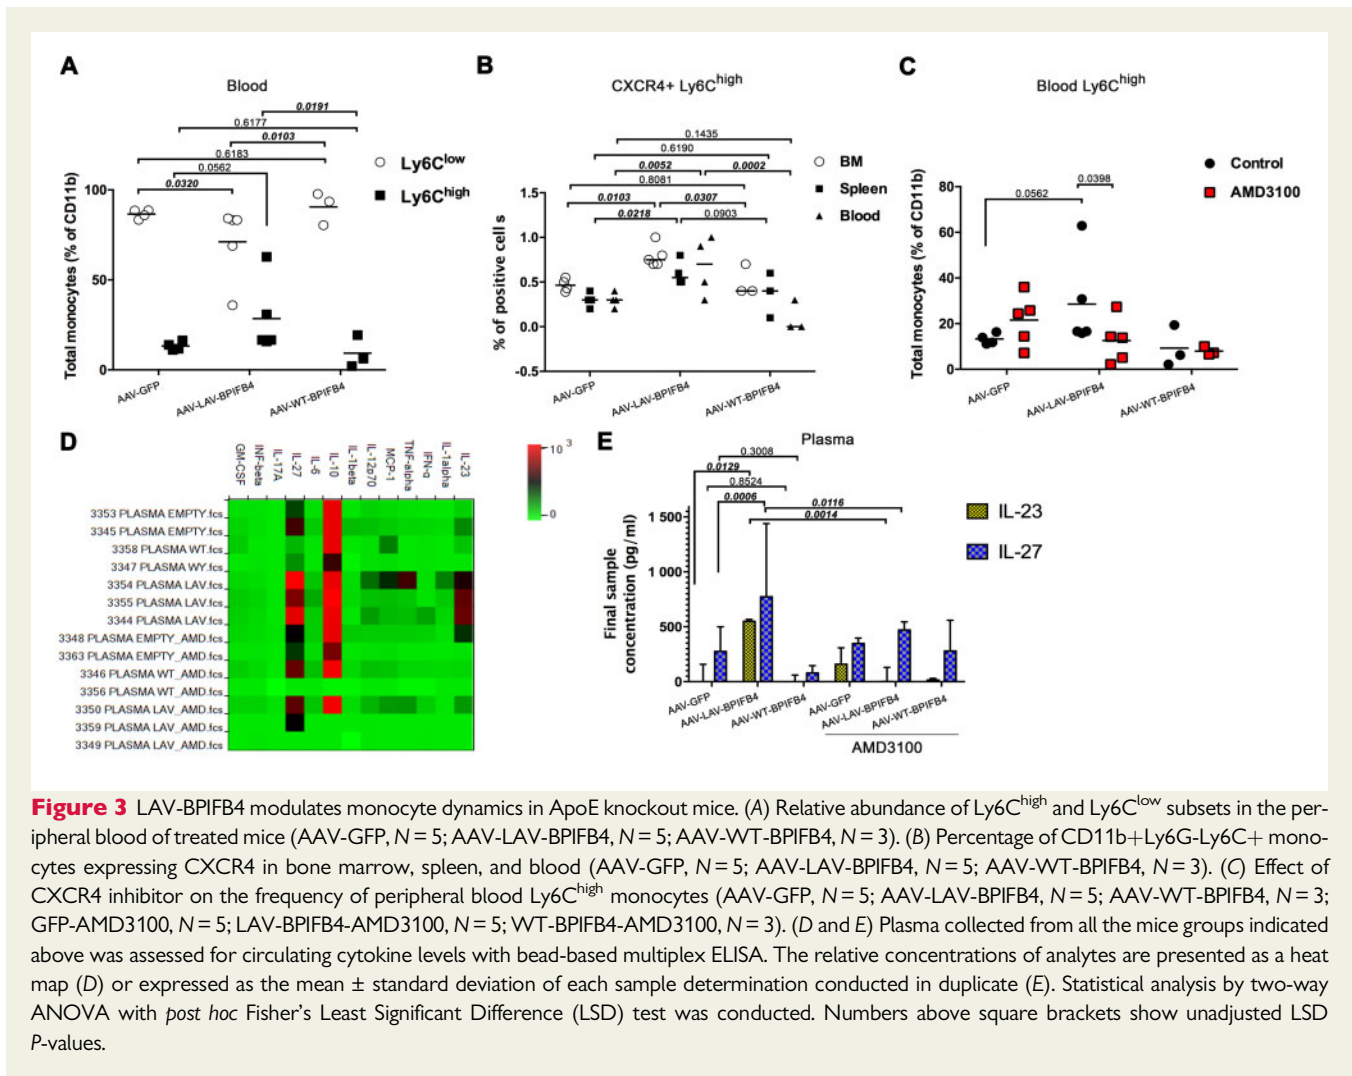 A
Blood
0.0191
0.6177
0.0103
0.6183
0.0562
0.0320
Ly6Clow
Ly6Chigh
Total monocytes (% of CD11b)
100
50
0
AAV-GFP
AAV-LAV-BPIFB4
AAV-WT-BPIFB4
B
CXCR4+ Ly6Chigh
0.1435
0.6190
0.0052
0.0002
0.8081
0.0103
0.0307
0.0218
0.0903
BM
Spleen
Blood
% of positive cells
1.5
1.0
0.5
0.0
-0.5
AAV-GFP
AAV-LAV-BPIFB4
AAV-WT-BPIFB4
C
Blood Ly6Chigh
Control
AMD3100
0.0562
0.0398
Total monocytes (% of CD11b)
80
60
40
20
0
AAV-GFP
AAV-LAV-BPIFB4
AAV-WT-BPIFB4
D
GM-CSF
INF-beta
IL-17A
IL-27
IL-6
IL-10
IL-1beta
IL-12p70
MCP-1
TNF-alpha
IFN-g
IL-1alpha
IL-23
10 3
0
3353 PLASMA EMPTY.fcs
3345 PLASMA EMPTY.fcs
3358 PLASMA WT.fcs
3347 PLASMA WY.fcs
3354 PLASMA LAV.fcs
3355 PLASMA LAV.fcs
3344 PLASMA LAV.fcs
3348 PLASMA EMPTY_AMD.fcs
3363 PLASMA EMPTY_AMD.fcs
3346 PLASMA WT_AMD.fcs
3356 PLASMA WT_AMD.fcs
3350 PLASMA LAV_AMD.fcs
3359 PLASMA LAV_AMD.fcs
3349 PLASMA LAV_AMD.fcs
E
Plasma
0.3008
0.0129
0.8524
0.0006
0.0116
0.0014
IL-23
IL-27
Final sample
concentration (pg/ml)
1 500
1 000
500
0
AAV-GFP
AAV-LAV-BPIFB4
AAV-WT-BPIFB4
AAV-GFP
AAV-LAV-BPIFB4
AAV-WT-BPIFB4
AMD3100
Figure 3 LAV-BPIFB4 modulates monocyte dynamics in ApoE knockout mice. (A) Relative abundance of Ly6Chigh and Ly6Clow subsets in the per-
ipheral blood of treated mice (AAV-GFP, N = 5; AAV-LAV-BPIFB4, N = 5; AAV-WT-BPIFB4, N = 3). (B) Percentage of CD11b+Ly6G-Ly6C+ mono-
cytes expressing CXCR4 in bone marrow, spleen, and blood (AAV-GFP, N = 5; AAV-LAV-BPIFB4, N = 5; AAV-WT-BPIFB4, N = 3). (C) Effect of
CXCR4 inhibitor on the frequency of peripheral blood Ly6Chigh monocytes (AAV-GFP, N = 5; AAV-LAV-BPIFB4, N = 5; AAV-WT-BPIFB4, N = 3;
GFP-AMD3100, N = 5; LAV-BPIFB4-AMD3100, N = 5; WT-BPIFB4-AMD3100, N = 3). (D and E) Plasma collected from all the mice groups indicated
above was assessed for circulating cytokine levels with bead-based multiplex ELISA. The relative concentrations of analytes are presented as a heat
map (D) or expressed as the mean ± standard deviation of each sample determination conducted in duplicate (E). Statistical analysis by two-way
ANOVA with post hoc Fisher's Least Significant Difference (LSD) test was conducted. Numbers above square brackets show unadjusted LSD
P-values.